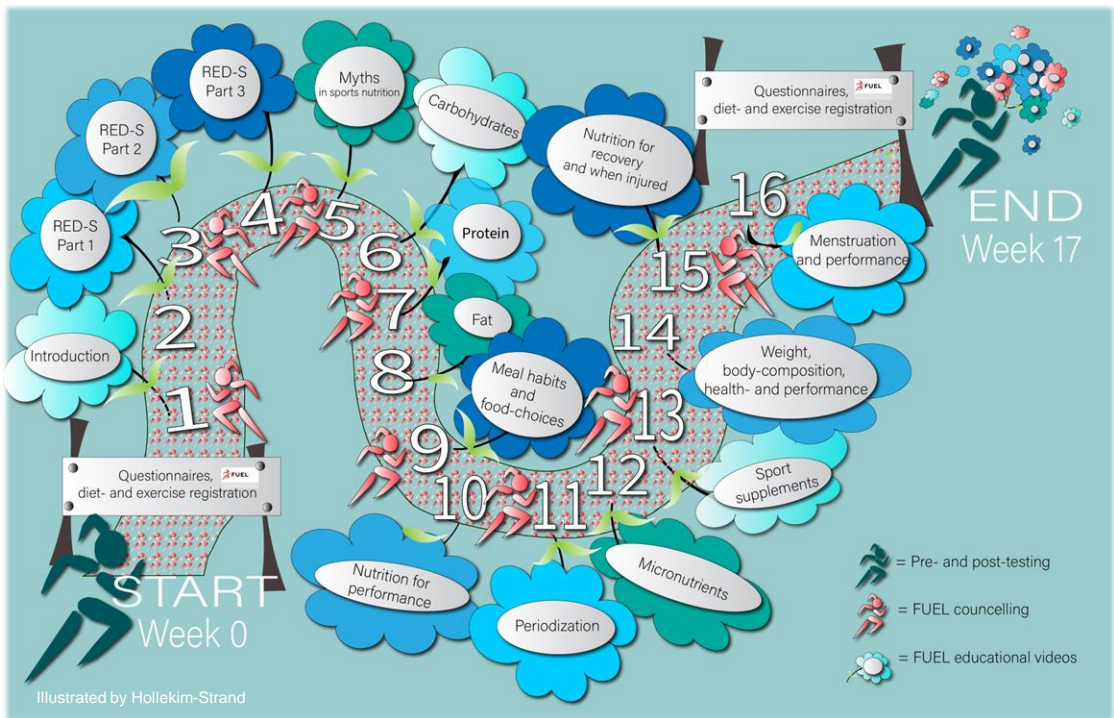 START
Week 0
Questionnaires,
FUEL
diet- and exercise registration
1
Introduction
2
RED-S
Part 1
3
RED-S
Part 2
4
RED-S
Part 3
5
Myths
in sports nutrition
6
Carbohydrates
7
Protein
8
Fat
9
Meal habits
and
food-choices
10
Nutrition for
performance
11
Periodization
12
Micronutrients
13
Sport
supplements
14
Weight,
body-composition,
health- and performance
15
Nutrition for
recovery
and when injured
16
Menstruation
and performance
Questionnaires,
FUEL
diet- and exercise registration
END
Week 17
= Pre- and post-testing
= FUEL councelling
= FUEL educational videos
Illustrated by Hollekim-Strand